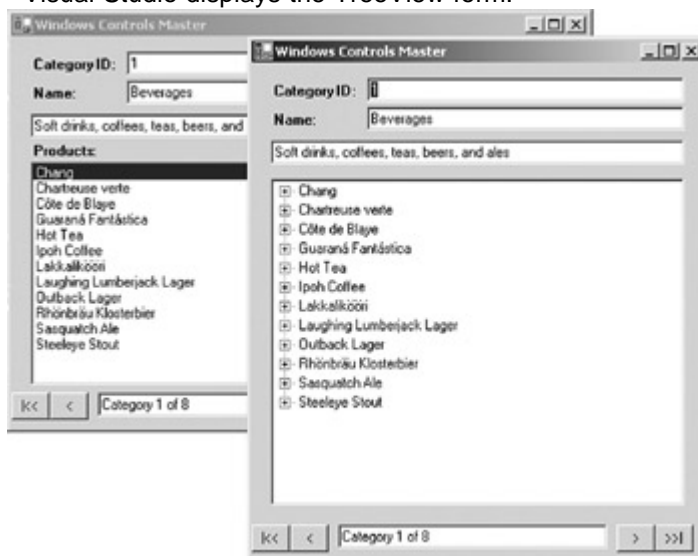 Visual Studio displays the TreeView form.
Windows Controls Master
Category ID: 1
Name: Beverages
Soft drinks, coffees, teas, beers, and
Products:
Chang
Chartreuse verte
Côte de Blaye
Guaraná Fantástica
Hot Tea
Ipoh Coffee
Lakkalikööri
Laughing Lumberjack Lager
Outback Lager
Rhönbräu Klosterbier
Sasquatch Ale
Steeleye Stout
|<< < Category 1 of 8
Windows Controls Master
Category ID: 1
Name: Beverages
Soft drinks, coffees, teas, beers, and ales
Chang
Chartreuse verte
Côte de Blaye
Guaraná Fantástica
Hot Tea
Ipoh Coffee
Lakkalikööri
Laughing Lumberjack Lager
Outback Lager
Rhönbräu Klosterbier
Sasquatch Ale
Steeleye Stout
|<< < Category 1 of 8 > >>|